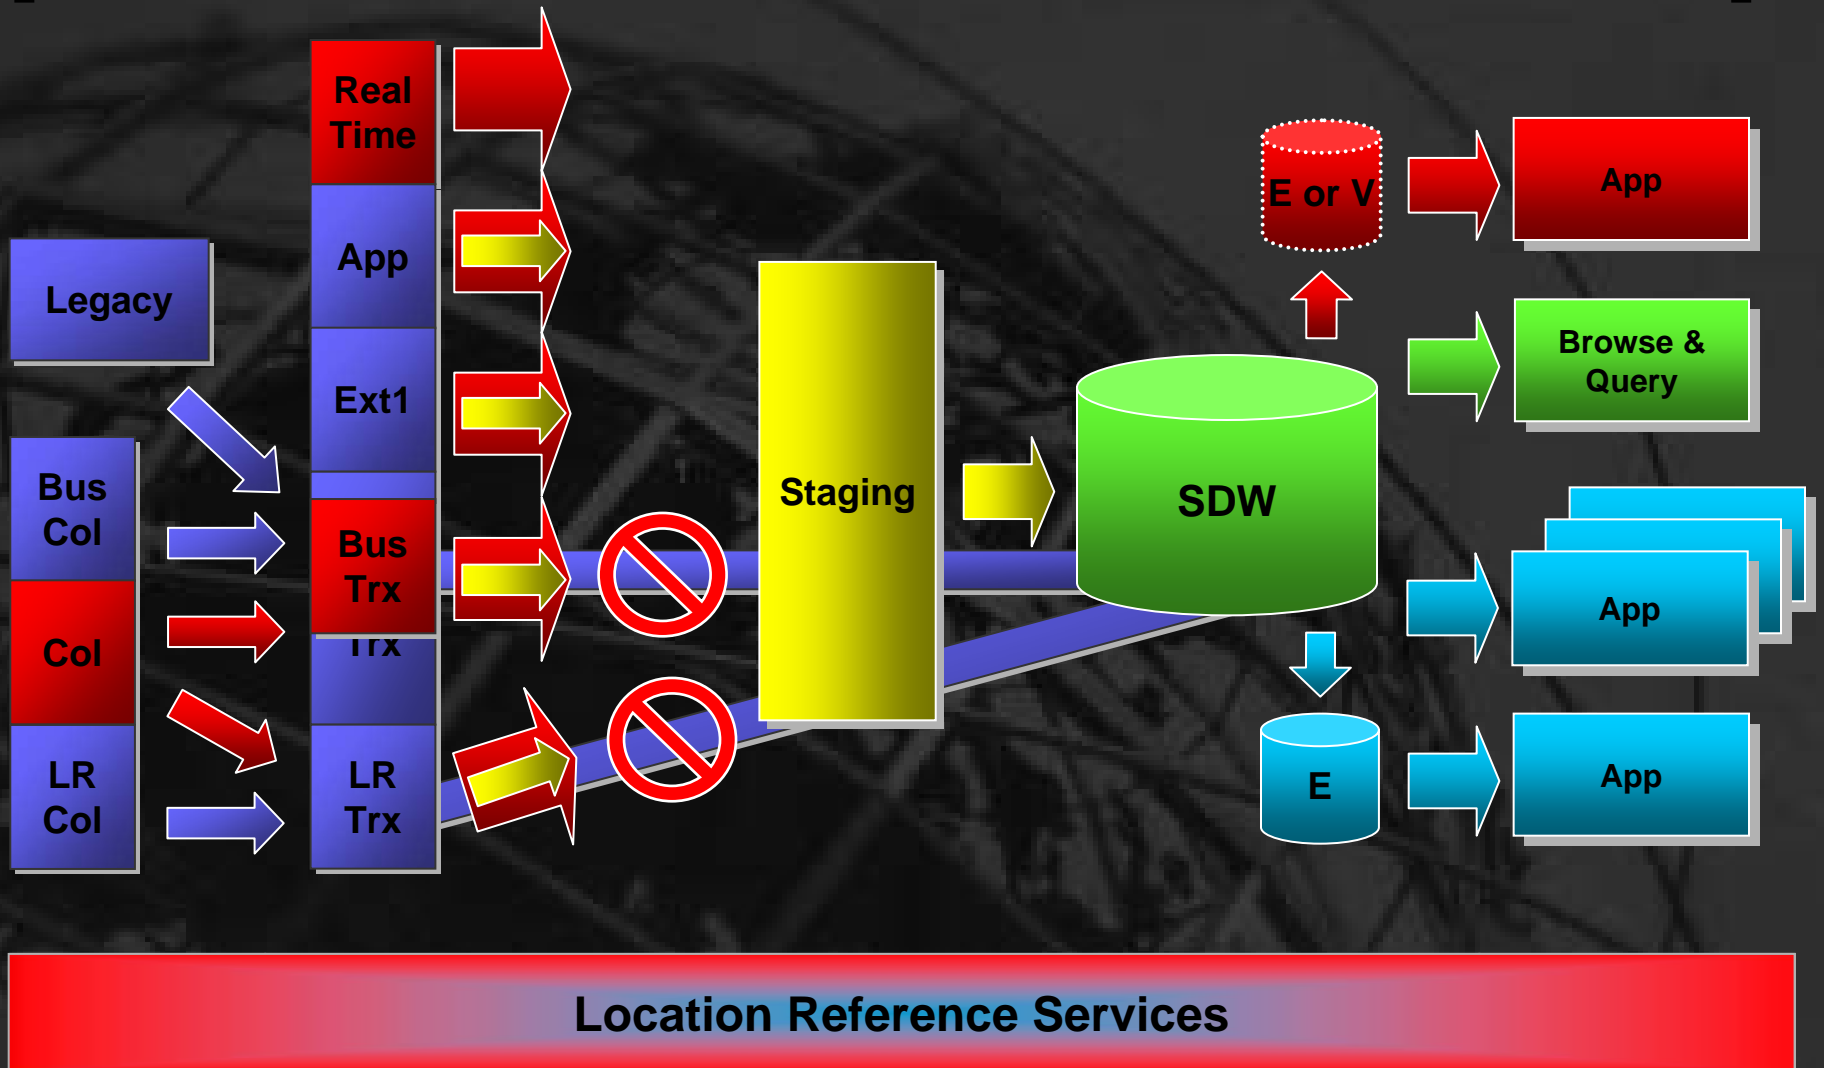 Real
Time
App
Ext1
Bus
Trx
Trx
LR
Trx
Legacy
Bus
Col
Col
LR
Col
Staging
SDW
E or V
App
Browse &
Query
App
E
App
Location Reference Services